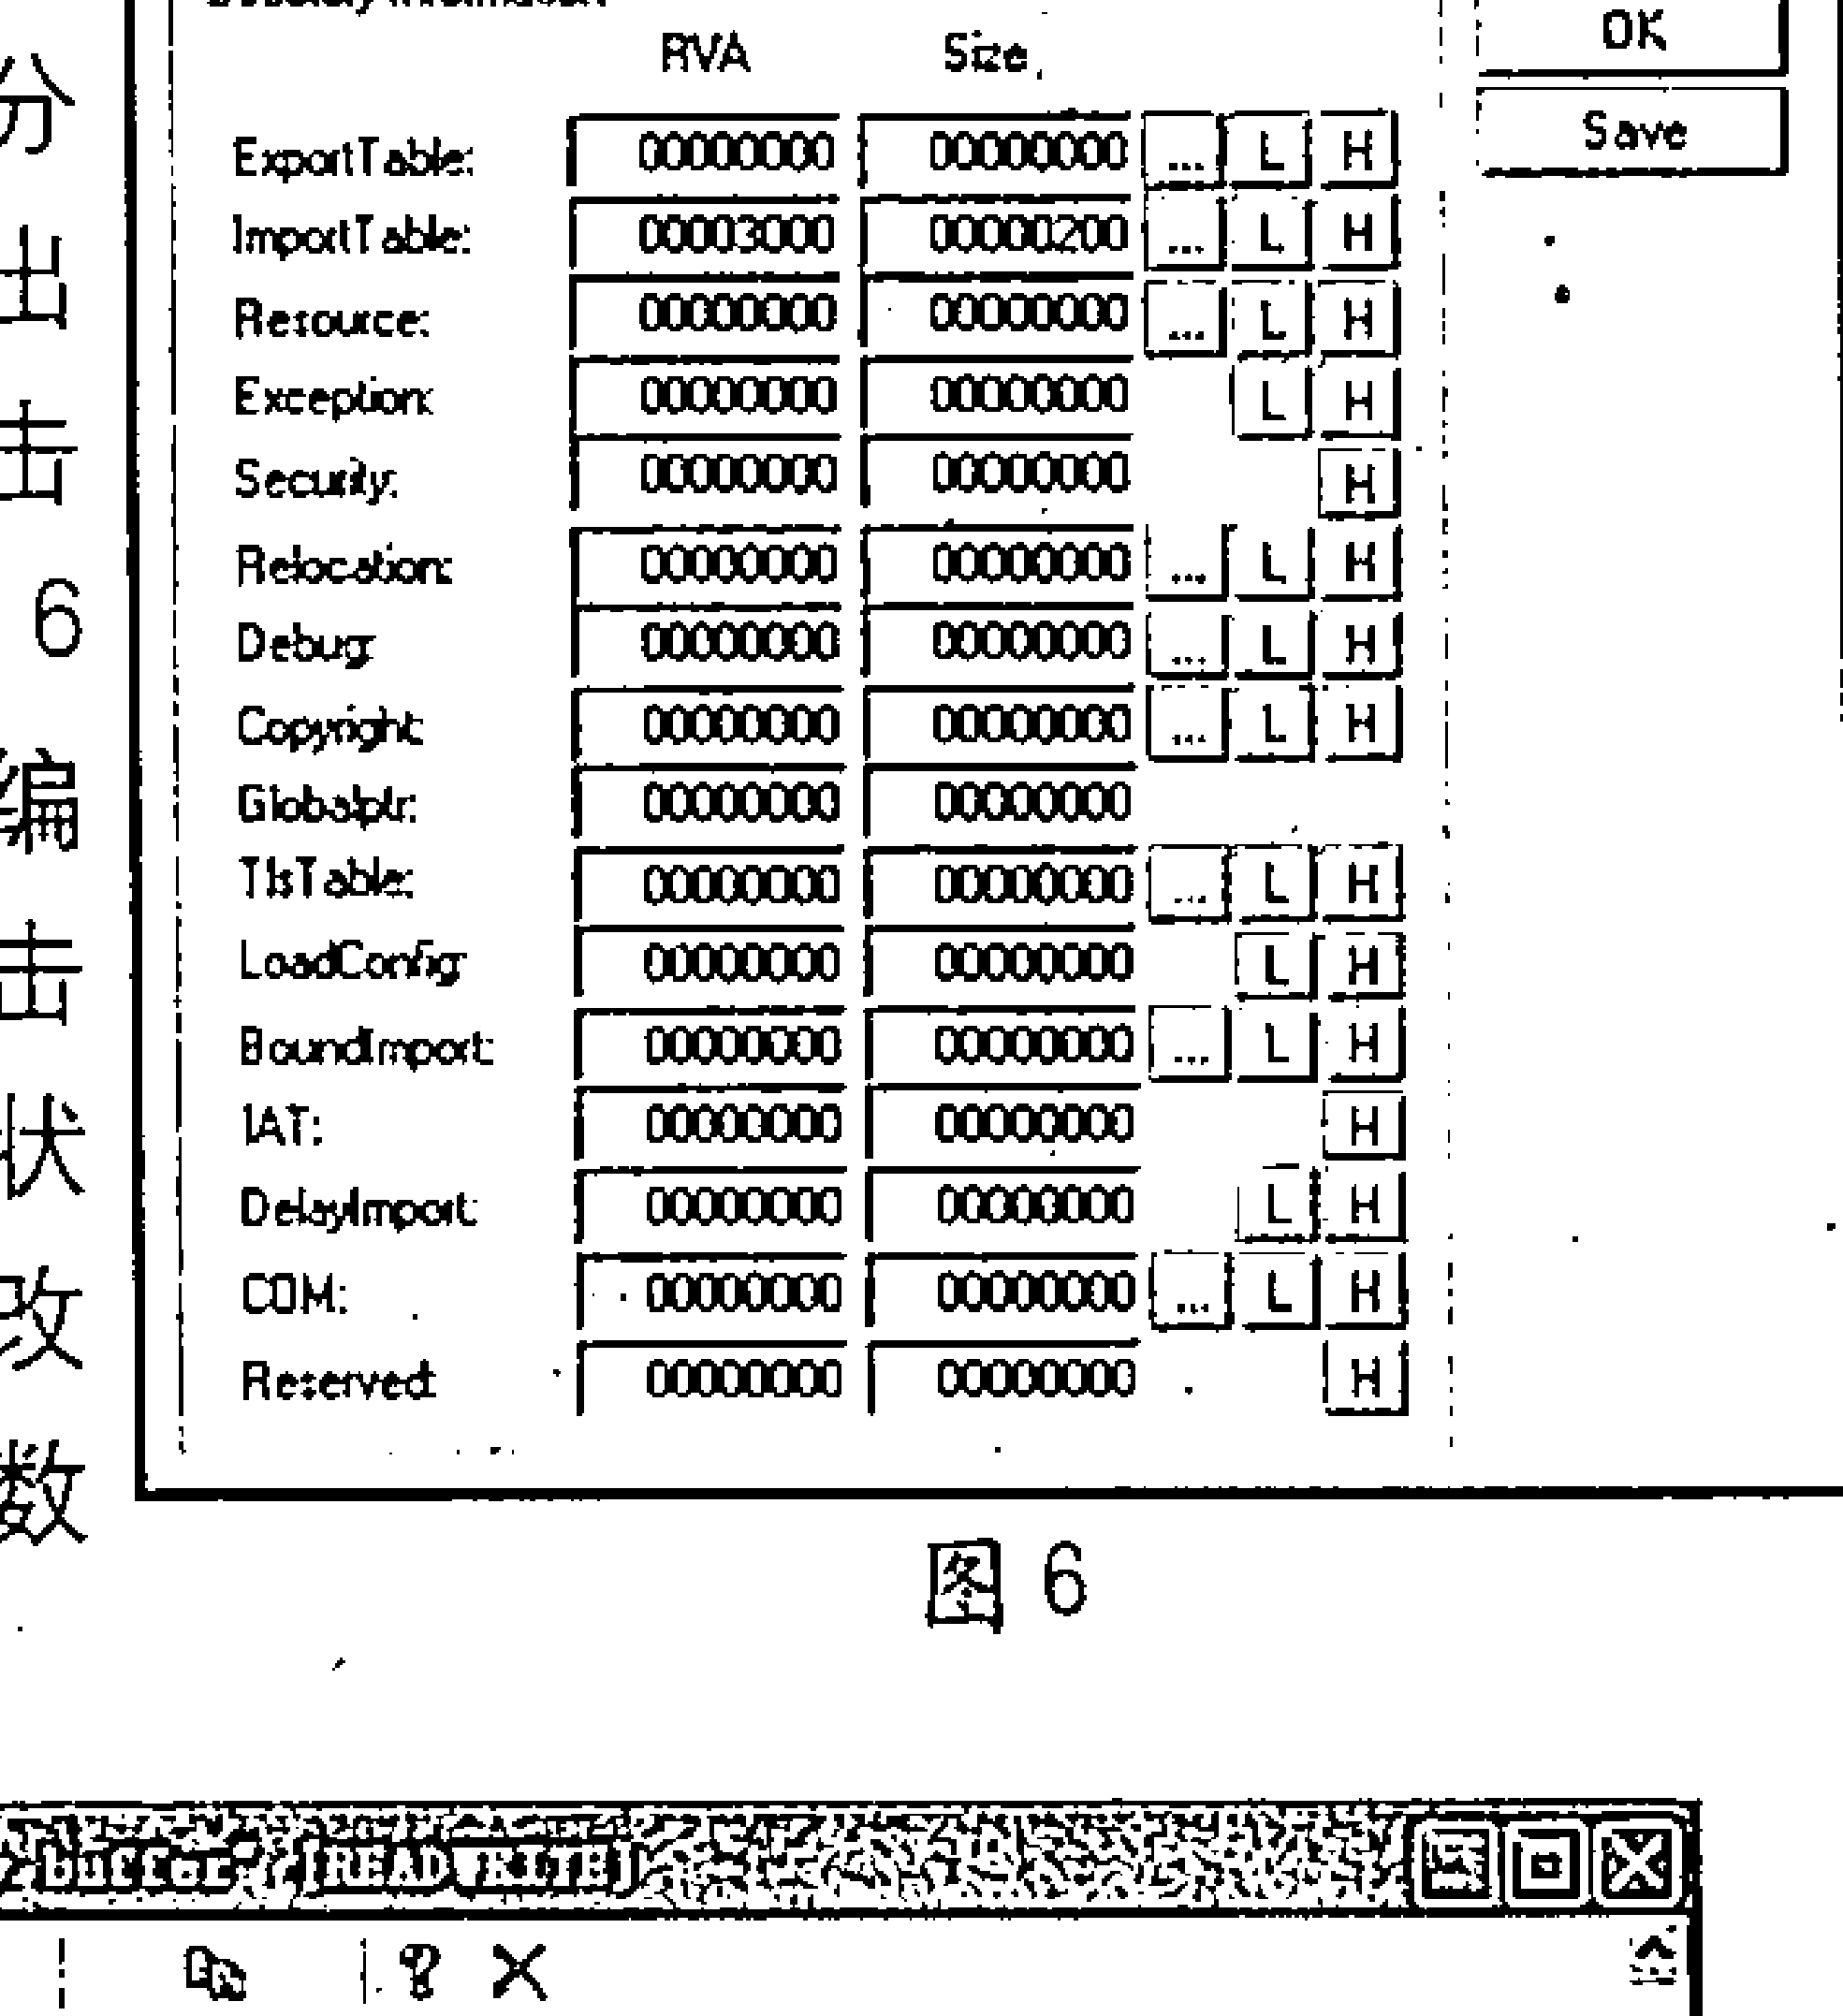 RVA Size
OK
Save
ExportTable: 00000000 00000000 ... L H
ImportTable: 00003000 00000200 ... L H
Resource: 00000000 00000000 ... L H
Exception: 00000000 00000000 L H
Security: 00000000 00000000 H
Relocation: 00000000 00000000 ... L H
Debug: 00000000 00000000 ... L H
Copyright: 00000000 00000000 ... L H
Globalptr: 00000000 00000000
TlsTable: 00000000 00000000 ... L H
LoadConfig: 00000000 00000000 L H
BoundImport: 00000000 00000000 ... L H
IAT: 00000000 00000000 H
DelayImport: 00000000 00000000 L H
COM: 00000000 00000000 ... L H
Reserved: 00000000 00000000 H
分
出
击
6
编
击
状
改
数
图 6
buffer [READWRITE]